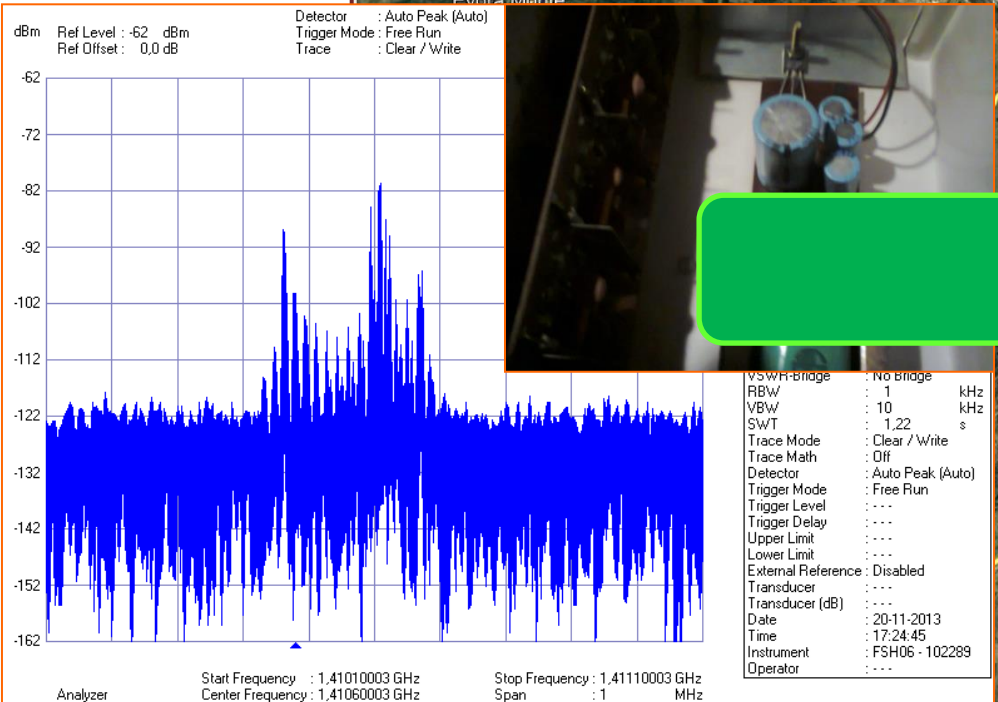 dBm
Ref Level : -62 dBm
Ref Offset : 0,0 dB
Detector : Auto Peak (Auto)
Trigger Mode : Free Run
Trace : Clear / Write
-62
-72
-82
-92
-102
-112
-122
-132
-142
-152
-162
VSWR-Bridge : No Bridge
RBW : 1 kHz
VBW : 10 kHz
SWT : 1,22 s
Trace Mode : Clear / Write
Trace Math : Off
Detector : Auto Peak (Auto)
Trigger Mode : Free Run
Trigger Level : - - -
Trigger Delay : - - -
Upper Limit : - - -
Lower Limit : - - -
External Reference : Disabled
Transducer : - - -
Transducer (dB) : - - -
Date : 20-11-2013
Time : 17:24:45
Instrument : FSH06 - 102289
Operator : - - -
Analyzer
Start Frequency : 1,41010003 GHz
Center Frequency : 1,41060003 GHz
Stop Frequency : 1,41110003 GHz
Span : 1 MHz